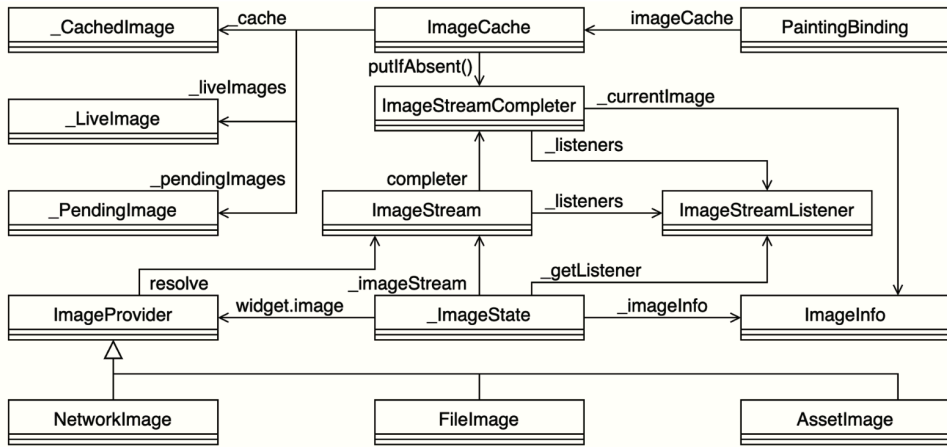 _CachedImage
_cache
ImageCache
imageCache
PaintingBinding
putIfAbsent()
_liveImages
_LiveImage
ImageStreamCompleter
_currentImage
_listeners
_pendingImages
completer
_PendingImage
ImageStream
_listeners
ImageStreamListener
resolve
_imageStream
_getListener
ImageProvider
widget.image
_ImageState
_imageInfo
ImageInfo
NetworkImage
FileImage
AssetImage